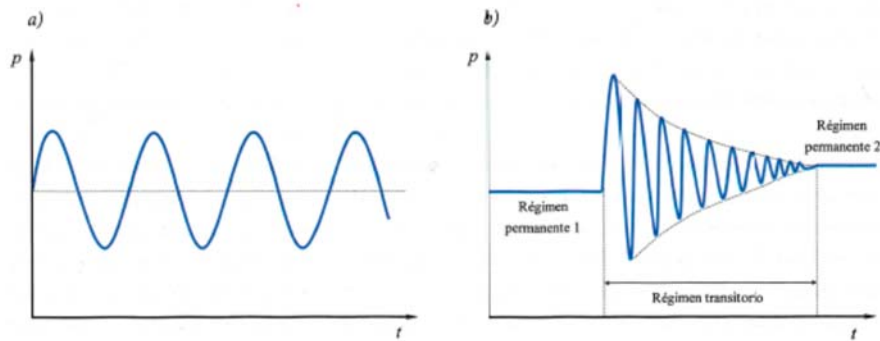 a)
p
t
b)
p
Régimen
permanente 1
Régimen
permanente 2
Régimen transitorio
t